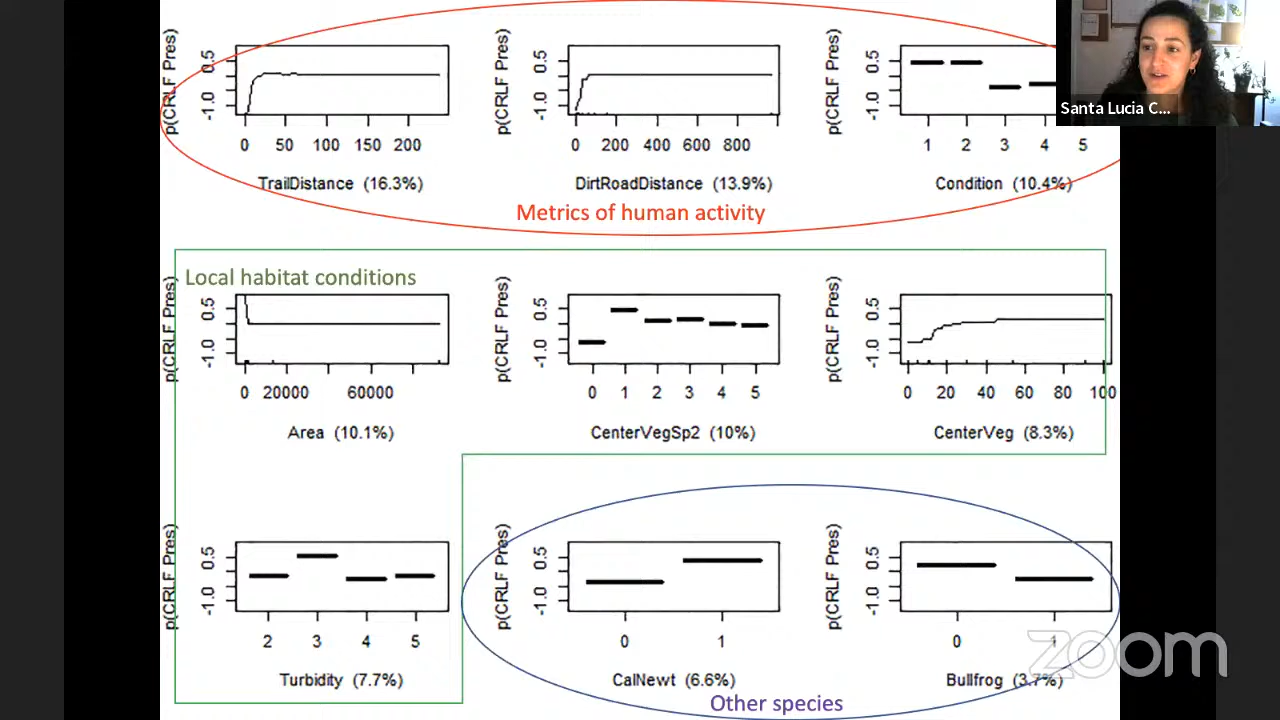 Santa Lucia C...
p(CRLF Pres)
0.5
-1.0
0 50 100 150 200
TrailDistance (16.3%)
p(CRLF Pres)
0.5
-1.0
0 200 400 600 800
DirtRoadDistance (13.9%)
p(CRLF Pres)
0.5
-1.0
1 2 3 4 5
Condition (10.4%)
Metrics of human activity
Local habitat conditions
p(CRLF Pres)
0.5
-1.0
0 20000 60000
Area (10.1%)
p(CRLF Pres)
0.5
-1.0
0 1 2 3 4 5
CenterVegSp2 (10%)
p(CRLF Pres)
0.5
-1.0
0 20 40 60 80 100
CenterVeg (8.3%)
p(CRLF Pres)
0.5
-1.0
2 3 4 5
Turbidity (7.7%)
p(CRLF Pres)
0.5
-1.0
0 1
CalNewt (6.6%)
p(CRLF Pres)
0.5
-1.0
0 1
Bullfrog (3.7%)
Other species
zoom